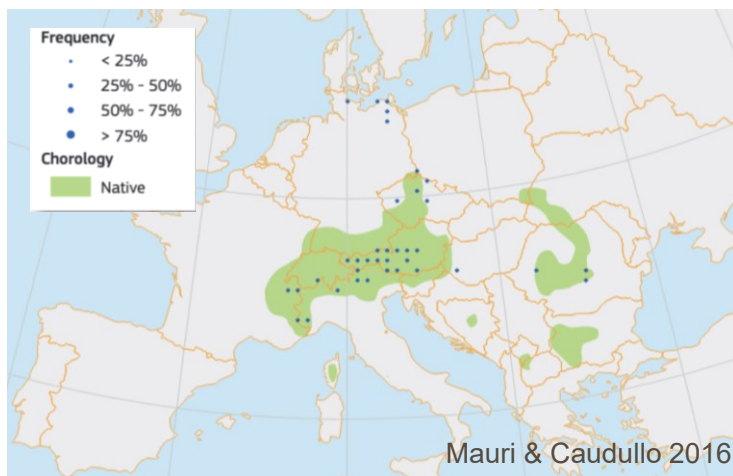 Frequency
< 25%
25% - 50%
50% - 75%
> 75%
Chorology
Native
Mauri & Caudullo 2016